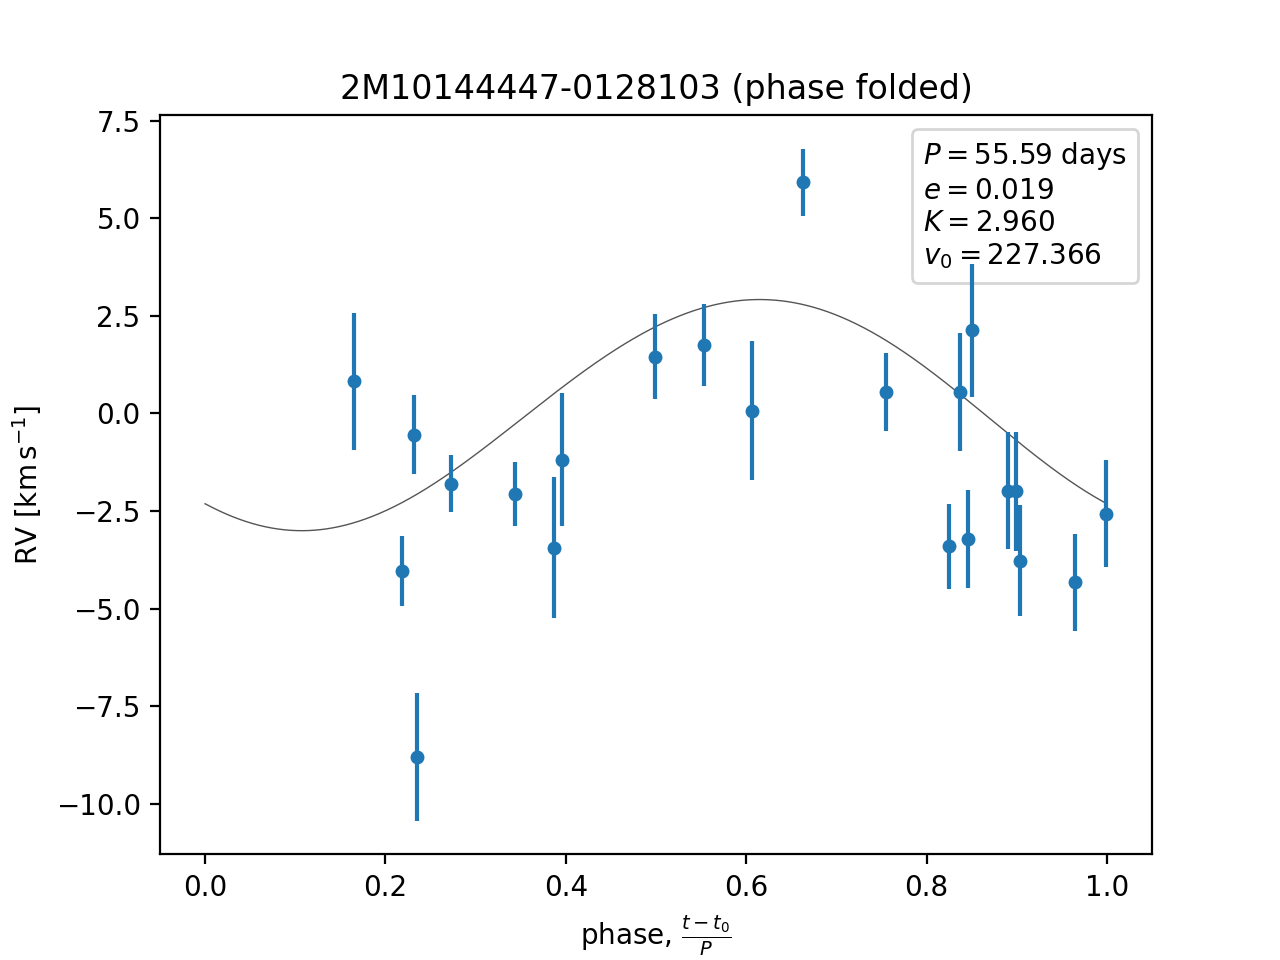 2M10144447-0128103 (phase folded)
P = 55.59 days
e = 0.019
K = 2.960
v₀ = 227.366
7.5
5.0
2.5
0.0
−2.5
−5.0
−7.5
−10.0
RV [km s⁻¹]
0.0 0.2 0.4 0.6 0.8 1.0
phase, (t − t₀)/P